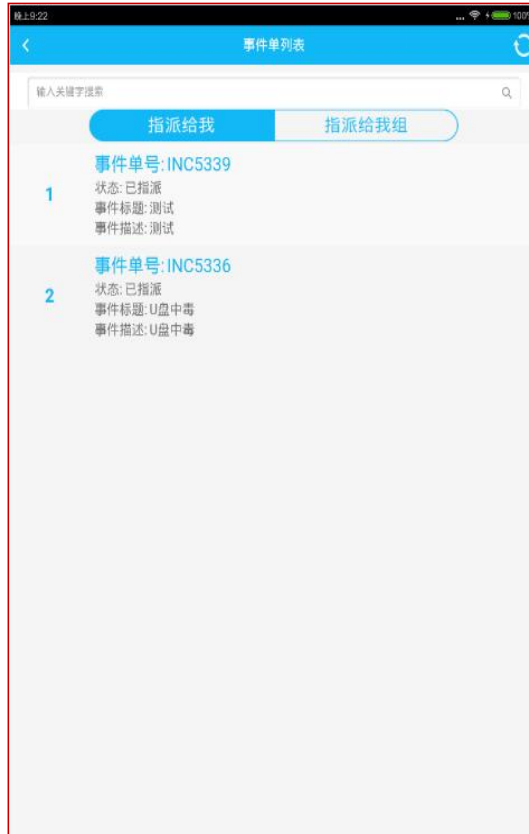 晚上9:22
... 100%
事件单列表
输入关键字搜索
指派给我 指派给我组
事件单号:INC5339
1
状态:已指派
事件标题:测试
事件描述:测试
事件单号:INC5336
2
状态:已指派
事件标题:U盘中毒
事件描述:U盘中毒